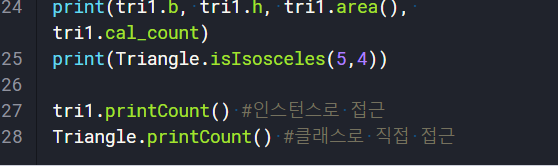 24 print(tri1.b, tri1.h, tri1.area(),
tri1.cal_count)
25 print(Triangle.isIsosceles(5,4))
26
27 tri1.printCount() #인스턴스로 접근
28 Triangle.printCount() #클래스로 직접 접근